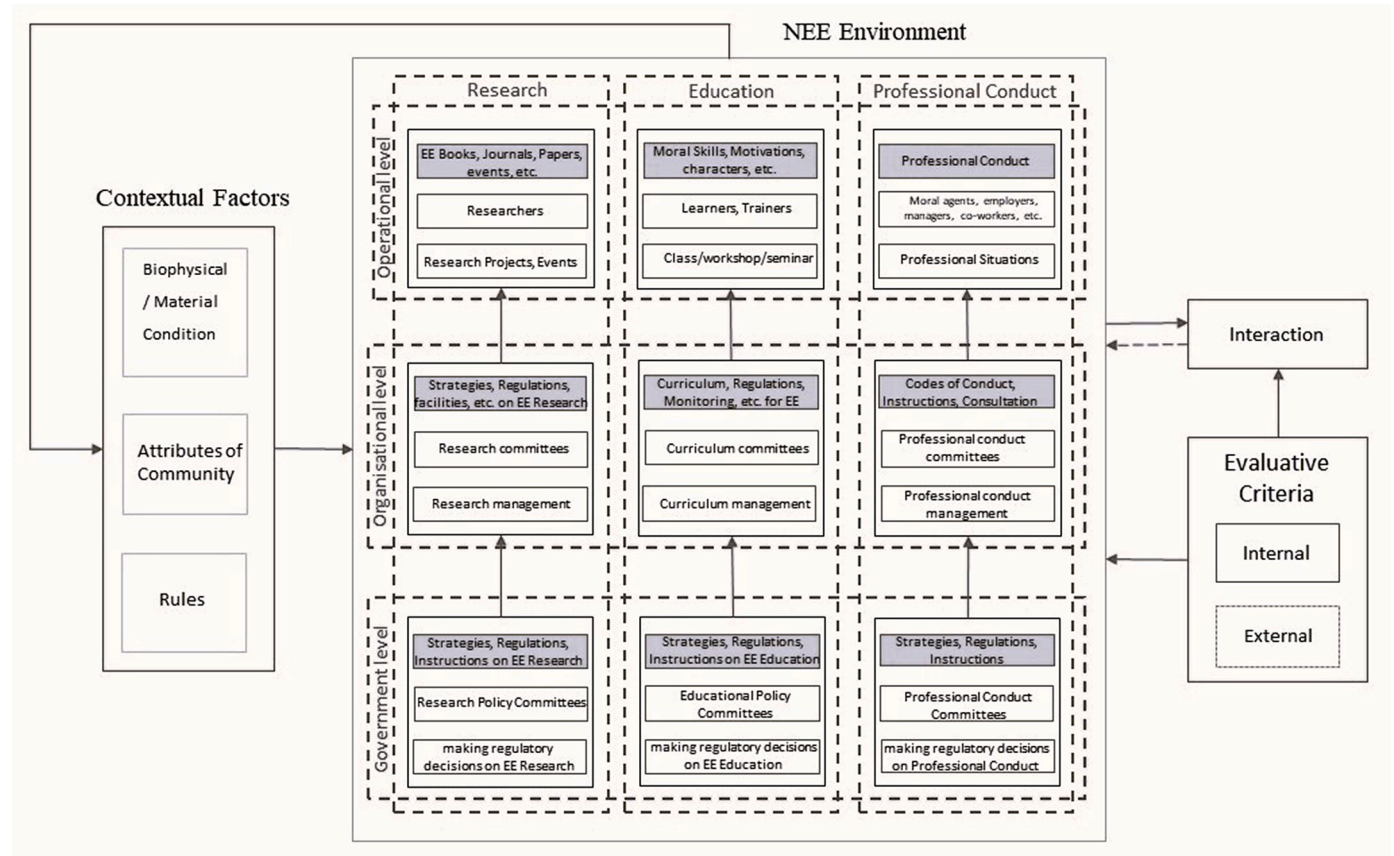 NEE Environment
Contextual Factors
Biophysical
/ Material
Condition
Attributes of
Community
Rules
Research
Education
Professional Conduct
Operational level
EE Books, Journals, Papers,
events, etc.
Researchers
Research Projects, Events
Moral Skills, Motivations,
characters, etc.
Learners, Trainers
Class/workshop/seminar
Professional Conduct
Moral agents, employers,
managers, co-workers, etc.
Professional Situations
Organisational level
Strategies, Regulations,
facilities, etc. on EE Research
Research committees
Research management
Curriculum, Regulations,
Monitoring, etc. for EE
Curriculum committees
Curriculum management
Codes of Conduct,
Instructions, Consultation
Professional conduct
committees
Professional conduct
management
Government level
Strategies, Regulations,
Instructions on EE Research
Research Policy Committees
making regulatory
decisions on EE Research
Strategies, Regulations,
Instructions on EE Education
Educational Policy
Committees
making regulatory decisions
on EE Education
Strategies, Regulations,
Instructions
Professional Conduct
Committees
making regulatory decisions
on Professional Conduct
Interaction
Evaluative
Criteria
Internal
External